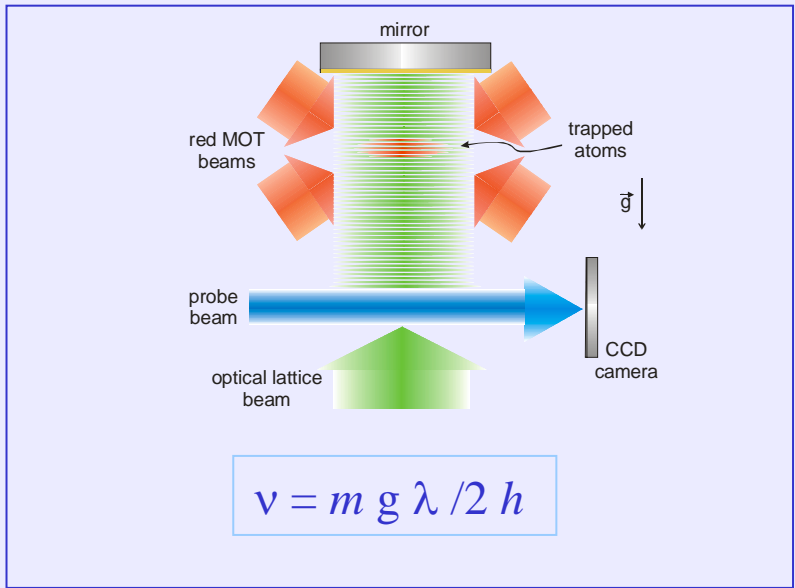 mirror
red MOT
beams
trapped
atoms
g⃗
probe
beam
CCD
camera
optical lattice
beam
ν = m g λ /2 h